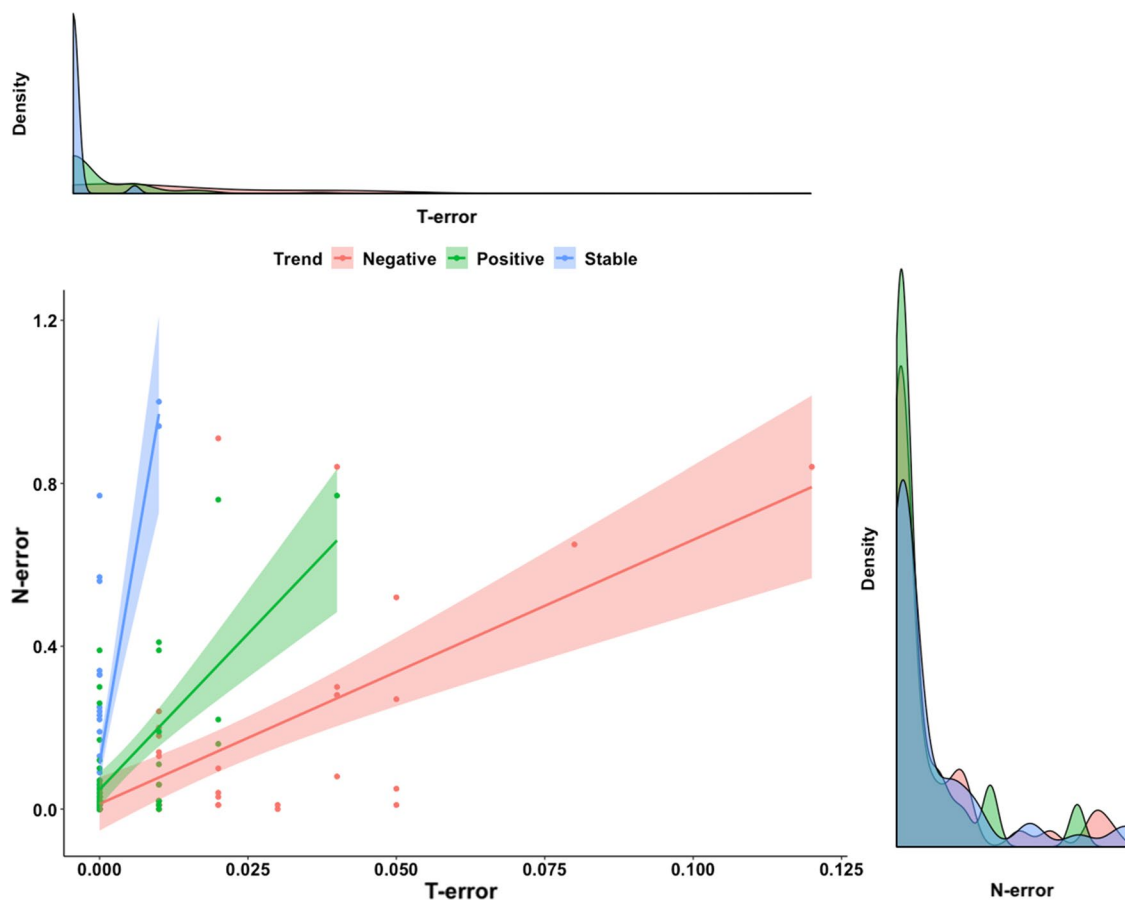 Density
T-error
Trend Negative Positive Stable
1.2
0.8
0.4
0.0
N-error
0.000 0.025 0.050 0.075 0.100 0.125
T-error
Density
N-error